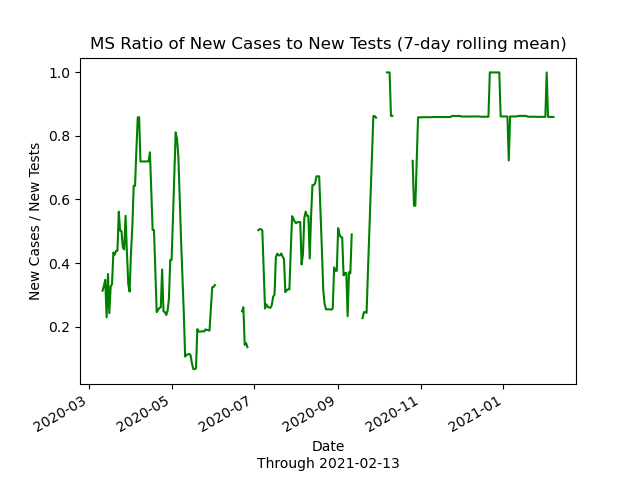 MS Ratio of New Cases to New Tests (7-day rolling mean)
New Cases / New Tests
1.0
0.8
0.6
0.4
0.2
2020-03
2020-05
2020-07
2020-09
2020-11
2021-01
Date
Through 2021-02-13